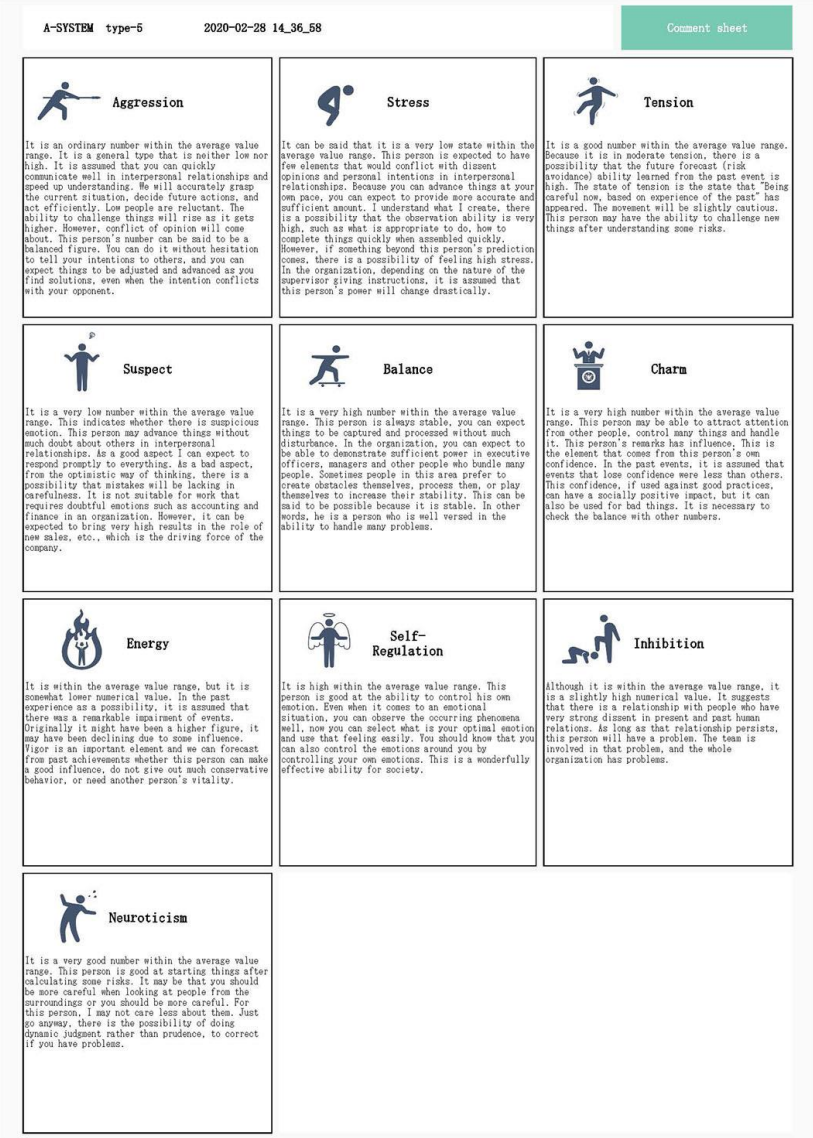 A-SYSTEM type-5 2020-02-28 14_36_58 Comment sheet
Aggression
It is an ordinary number within the average value
range. It is a general type that is neither low nor
high. It is assumed that you can quickly
communicate well in interpersonal relationships and
speed up understanding. We will accurately grasp
the current situation, decide future actions, and
act efficiently. Low people are reluctant. The
ability to challenge things will rise as it gets
higher. However, conflict of opinion will come
about. This person's number can be said to be a
balanced figure. You can do it without hesitation
to tell your intentions to others, and you can
expect things to be adjusted and advanced as you
find solutions, even when the intention conflicts
with your opponent.
Stress
It can be said that it is a very low state within the
average value range. This person is expected to have
few elements that would conflict with dissent
opinions and personal intentions in interpersonal
relationships. Because you can advance things at your
own pace, you can expect to provide more accurate and
sufficient amount. I understand what I create, there
is a possibility that the observation ability is very
high, such as what is appropriate to do, how to
complete things quickly when assembled quickly.
However, if something beyond this person's prediction
comes, there is a possibility of feeling high stress.
In the organization, depending on the nature of the
supervisor giving instructions, it is assumed that
this person's power will change drastically.
Tension
It is a good number within the average value range.
Because it is in moderate tension, there is a
possibility that the future forecast (risk
avoidance) ability learned from the past event is
high. The state of tension is the state that "Being
careful now, based on experience of the past" has
appeared. The movement will be slightly cautious.
This person may have the ability to challenge new
things after understanding some risks.
Suspect
It is a very low number within the average value
range. This indicates whether there is suspicious
emotion. This person may advance things without
much doubt about others in interpersonal
relationships. As a good aspect I can expect to
respond promptly to everything. As a bad aspect,
from the optimistic way of thinking, there is a
possibility that mistakes will be lacking in
carefulness. It is not suitable for work that
requires doubtful emotions such as accounting and
finance in an organization. However, it can be
expected to bring very high results in the role of
new sales, etc., which is the driving force of the
company.
Balance
It is a very high number within the average value
range. This person is always stable, you can expect
things to be captured and processed without much
disturbance. In the organization, you can expect to
be able to demonstrate sufficient power in executive
officers, managers and other people who bundle many
people. Sometimes people in this area prefer to
create obstacles themselves, process them, or play
themselves to increase their stability. This can be
said to be possible because it is stable. In other
words, he is a person who is well versed in the
ability to handle many problems.
Charm
It is a very high number within the average value
range. This person may be able to attract attention
from other people, control many things and handle
it. This person's remarks has influence. This is
the element that comes from this person's own
confidence. In the past events, it is assumed that
events that lose confidence were less than others.
This confidence, if used against good practices,
can have a socially positive impact, but it can
also be used for bad things. It is necessary to
check the balance with other numbers.
Energy
It is within the average value range, but it is
somewhat lower numerical value. In the past
experience as a possibility, it is assumed that
there was a remarkable impairment of events.
Originally it might have been a higher figure, it
may have been declining due to some influence.
Vigor is an important element and we can forecast
from past achievements whether this person can make
a good influence, do not give out much conservative
behavior, or need another person's vitality.
Self-
Regulation
It is high within the average value range. This
person is good at the ability to control his own
emotion. Even when it comes to an emotional
situation, you can observe the occurring phenomena
well, now you can select what is your optimal emotion
and use that feeling easily. You should know that you
can also control the emotions around you by
controlling your own emotions. This is a wonderfully
effective ability for society.
Inhibition
Although it is within the average value range, it
is a slightly high numerical value. It suggests
that there is a relationship with people who have
very strong dissent in present and past human
relations. As long as that relationship persists,
this person will have a problem. The team is
involved in that problem, and the whole
organization has problems.
Neuroticism
It is a very good number within the average value
range. This person is good at starting things after
calculating some risks. It may be that you should
be more careful when looking at people from the
surroundings or you should be more careful. For
this person, I may not care less about them. Just
go anyway, there is the possibility of doing
dynamic judgment rather than prudence, to correct
if you have problems.